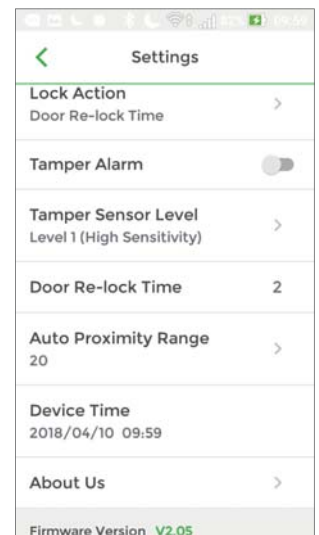 Settings
Lock Action
Door Re-lock Time
Tamper Alarm
Tamper Sensor Level
Level 1 (High Sensitivity)
Door Re-lock Time 2
Auto Proximity Range
20
Device Time
2018/04/10 09:59
About Us
Firmware Version V2.05